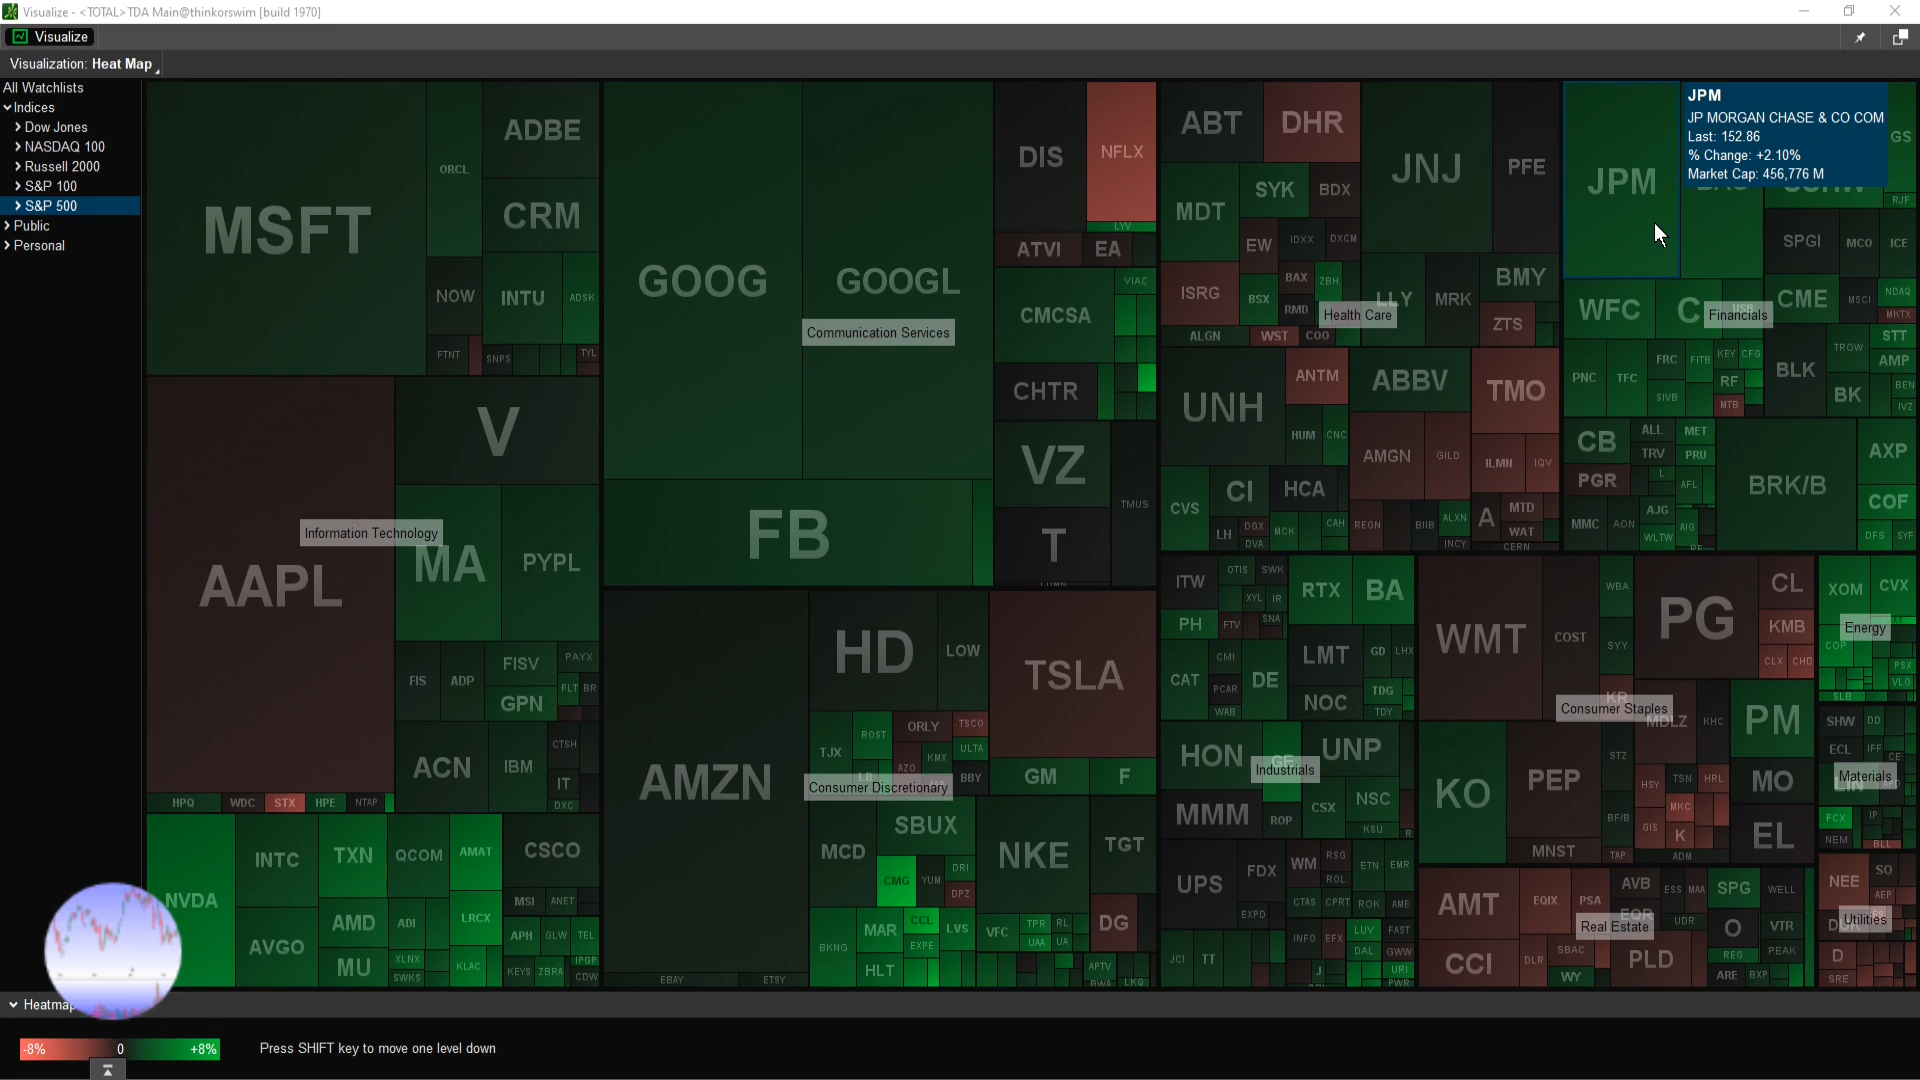 Visualize - <TOTAL> TDA Main@thinkorswim [build 1970]
Visualize
Visualization: Heat Map
All Watchlists
Indices
Dow Jones
NASDAQ 100
Russell 2000
S&P 100
S&P 500
Public
Personal
MSFT
ORCL
ADBE
CRM
NOW
INTU
ADSK
FTNT
SNPS
TYL
AAPL
V
Information Technology
MA
PYPL
FIS
ADP
FISV
PAYX
GPN
FLT
BR
ACN
IBM
CTSH
IT
DXC
HPQ
WDC
STX
HPE
NTAP
NVDA
INTC
TXN
QCOM
AMAT
CSCO
AVGO
AMD
ADI
LRCX
MSI
ANET
APH
GLW
TEL
MU
XLNX
SWKS
KLAC
KEYS
ZBRA
IPGP
CDW
GOOG
GOOGL
Communication Services
FB
DIS
NFLX
LYV
ATVI
EA
CMCSA
VIAC
CHTR
VZ
T
TMUS
AMZN
HD
LOW
TSLA
TJX
ROST
ORLY
TSCO
AZO
KMX
ULTA
BBY
LB
Consumer Discretionary
GM
F
MCD
SBUX
NKE
TGT
CMG
YUM
DRI
DPZ
BKNG
MAR
CCL
EXPE
LVS
HLT
VFC
TPR
RL
UAA
UA
DG
APTV
BWA
LKQ
EBAY
ETSY
ABT
DHR
JNJ
PFE
MDT
SYK
BDX
EW
IDXX
DXCM
ISRG
BSX
BAX
ZBH
RMD
Health Care
LLY
MRK
BMY
ZTS
ALGN
WST
COO
UNH
ANTM
ABBV
TMO
HUM
CNC
AMGN
GILD
ILMN
IQV
CVS
CI
HCA
LH
DGX
DVA
MCK
CAH
REGN
BIIB
ALXN
INCY
A
MTD
WAT
CERN
JPM
JPM
JP MORGAN CHASE & CO COM
Last: 152.86
% Change: +2.10%
Market Cap: 456,776 M
GS
RJF
SPGI
MCO
ICE
WFC
C
USB
Financials
CME
MSCI
NDAQ
MKTX
STT
PNC
TFC
FRC
FITB
KEY
CFG
SIVB
RF
MTB
BLK
TROW
AMP
BK
BEN
IVZ
CB
ALL
MET
TRV
PRU
PGR
L
AFL
MMC
AON
AJG
AIG
WLTW
RE
BRK/B
AXP
COF
DFS
SYF
ITW
OTIS
SWK
XYL
IR
PH
FTV
SNA
RTX
BA
CAT
CMI
PCAR
WAB
DE
LMT
GD
LHX
NOC
TDG
TDY
HON
GE
UNP
Industrials
MMM
ROP
CSX
NSC
KSU
R
UPS
FDX
EXPD
WM
RSG
ROL
ETN
EMR
CTAS
CPRT
ROK
AME
INFO
EFX
LUV
FAST
DAL
GWW
JCI
TT
J
URI
PWR
WMT
COST
WBA
SYY
KR
PG
CL
KMB
CLX
CHD
Consumer Staples
MDLZ
KHC
PM
KO
PEP
STZ
BF/B
MNST
TAP
HSY
TSN
HRL
MKC
GIS
K
ADM
MO
EL
XOM
CVX
Energy
COP
PSX
VLO
SLB
SHW
DD
ECL
IFF
CE
Materials
LIN
APD
FCX
IP
NEM
BLL
AMT
EQIX
PSA
AVB
ESS
MAA
SPG
WELL
EQR
UDR
Real Estate
O
VTR
CCI
DLR
SBAC
WY
PLD
REG
PEAK
ARE
BXP
NEE
SO
AEP
DUK
Utilities
D
SRE
Heatmap
-8%
0
+8%
Press SHIFT key to move one level down